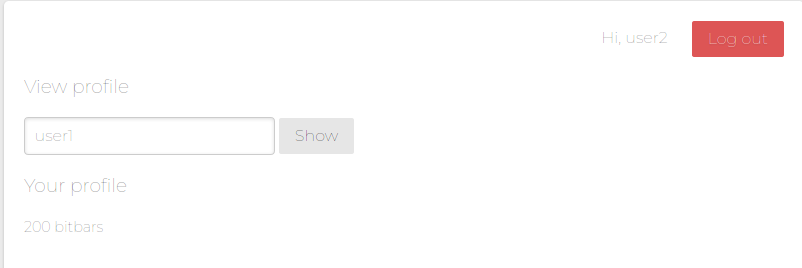 Hi, user2 Log out
View profile
user1 Show
Your profile
200 bitbars